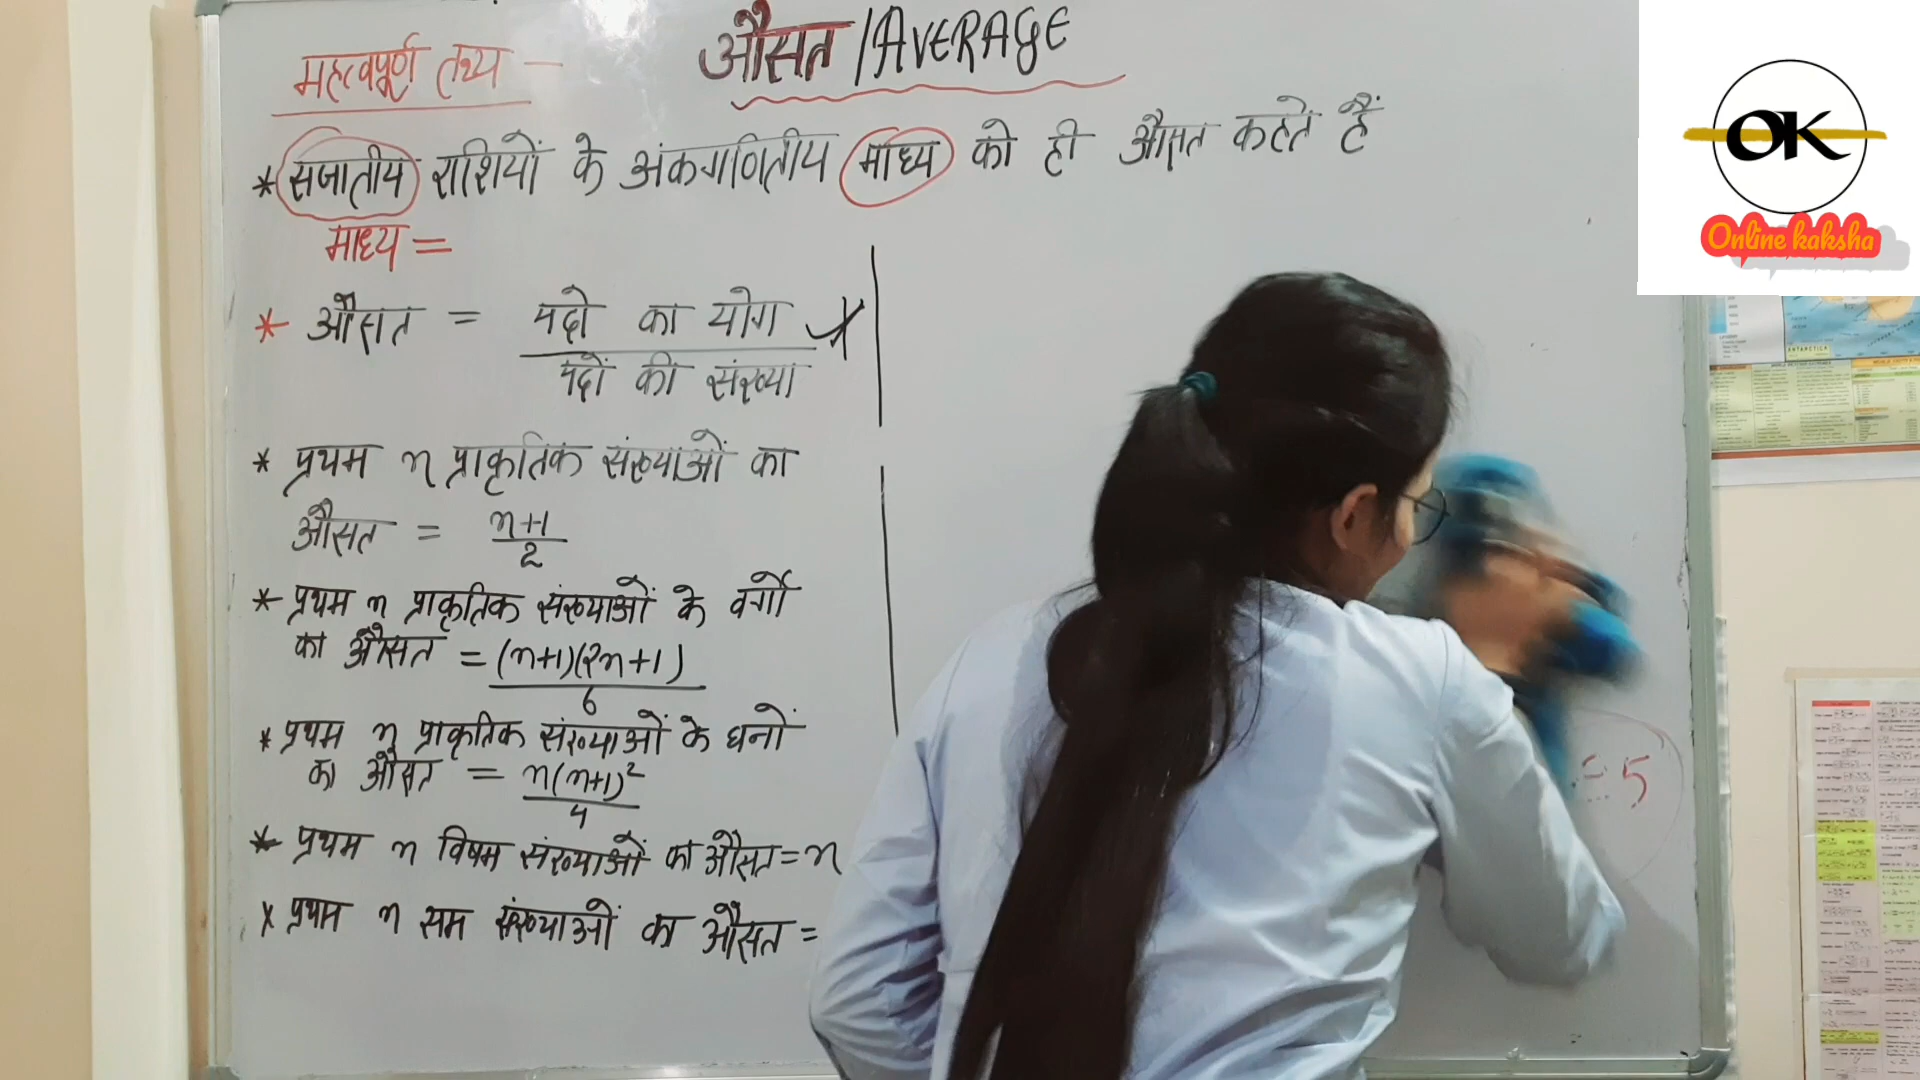 औसत / AVERAGE
महत्वपूर्ण तथ्य -
* सजातीय राशियों के अंकगणितीय माध्य को ही औसत कहते हैं
माध्य =
* औसत = पदो का योग
पदों की संख्या
* प्रथम n प्राकृतिक संख्याओं का
औसत = n+1
2
* प्रथम n प्राकृतिक संख्याओं के वर्गो
का औसत = (n+1)(2n+1)
6
* प्रथम n प्राकृतिक संख्याओं के घनों
का औसत = n(n+1)²
4
* प्रथम n विषम संख्याओं का औसत = n
* प्रथम n सम संख्याओं का औसत =
= 5
OK
Online kaksha
ANTARCTICA